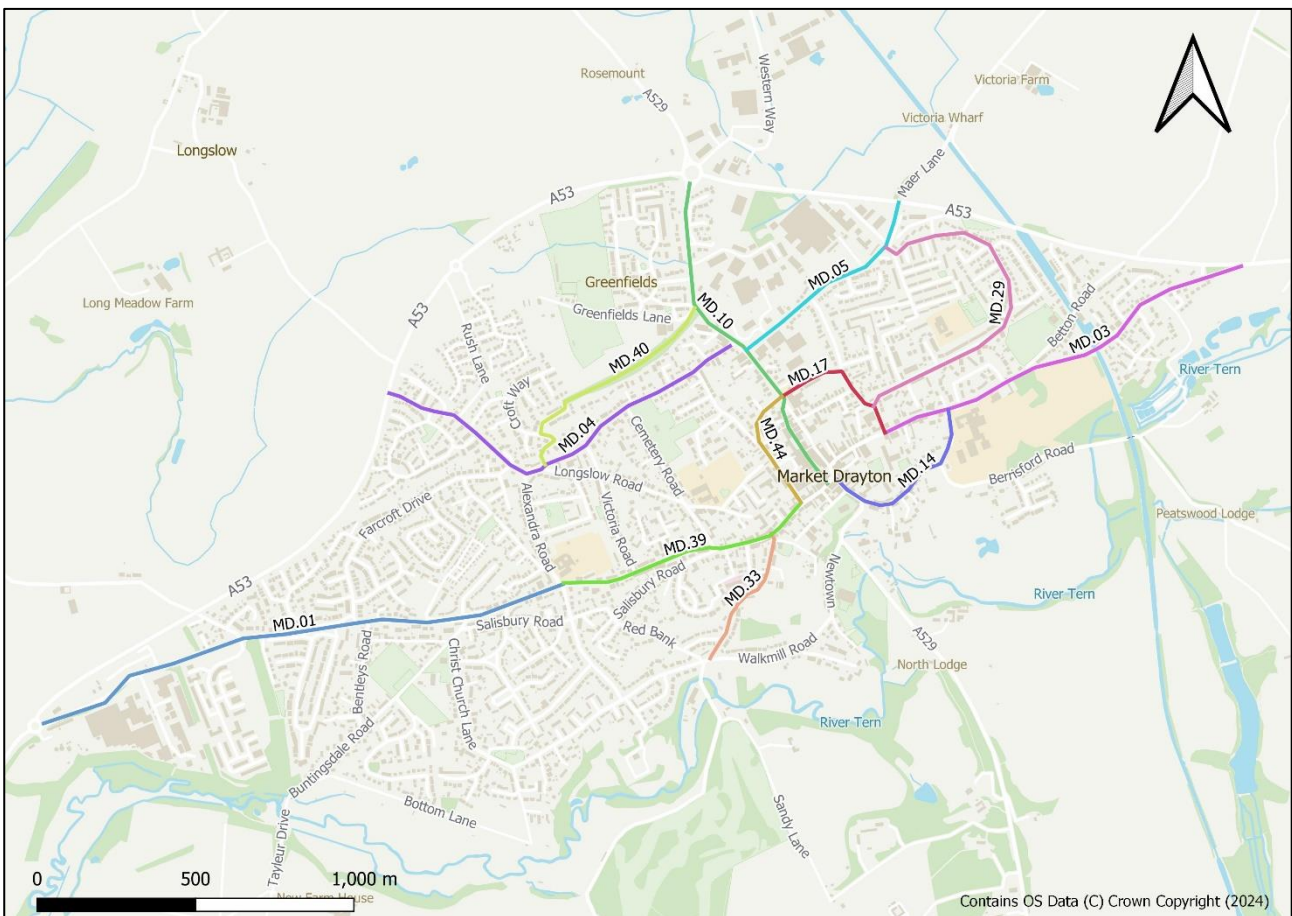 Rosemount
A529
Western Way
Victoria Farm
Victoria Wharf
Longslow
Maer Lane
A53
A53
Greenfields
MD.05
Long Meadow Farm
Greenfields Lane
MD.10
MD.29
Betton Road
A53
Rush Lane
MD.40
MD.03
River Tern
MD.17
Croft Way
MD.04
Cemetery Road
MD.44
Longslow Road
Market Drayton
MD.14
Berrisford Road
Farcroft Drive
Alexandra Road
Victoria Road
Peatswood Lodge
MD.39
A53
Salisbury Road
MD.33
Newtown
River Tern
MD.01
Salisbury Road
Red Bank
A529
Walkmill Road
North Lodge
Bentleys Road
Christ Church Lane
River Tern
Buntingsdale Road
Bottom Lane
Sandy Lane
Tayleur Drive
New Farm House
0 500 1,000 m
Contains OS Data (C) Crown Copyright (2024)